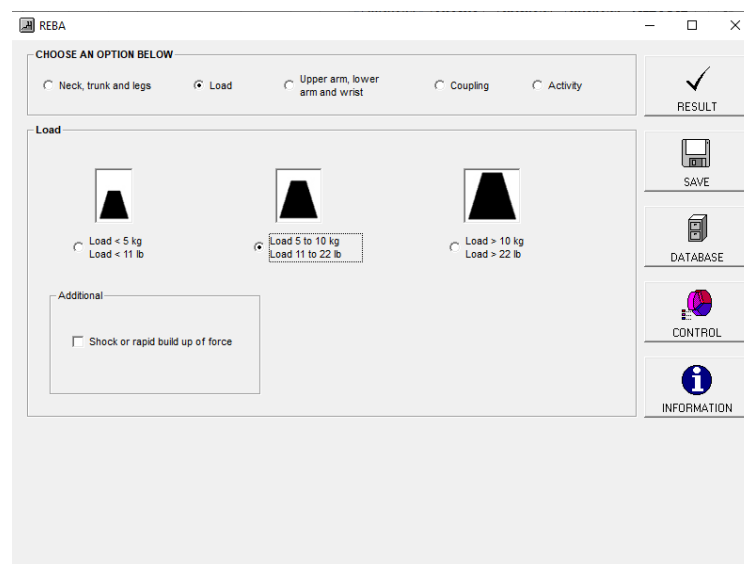 REBA
CHOOSE AN OPTION BELOW
Neck, trunk and legs
Load
Upper arm, lower
arm and wrist
Coupling
Activity
RESULT
Load
SAVE
Load < 5 kg
Load < 11 lb
Load 5 to 10 kg
Load 11 to 22 lb
Load > 10 kg
Load > 22 lb
DATABASE
Additional
Shock or rapid build up of force
CONTROL
INFORMATION